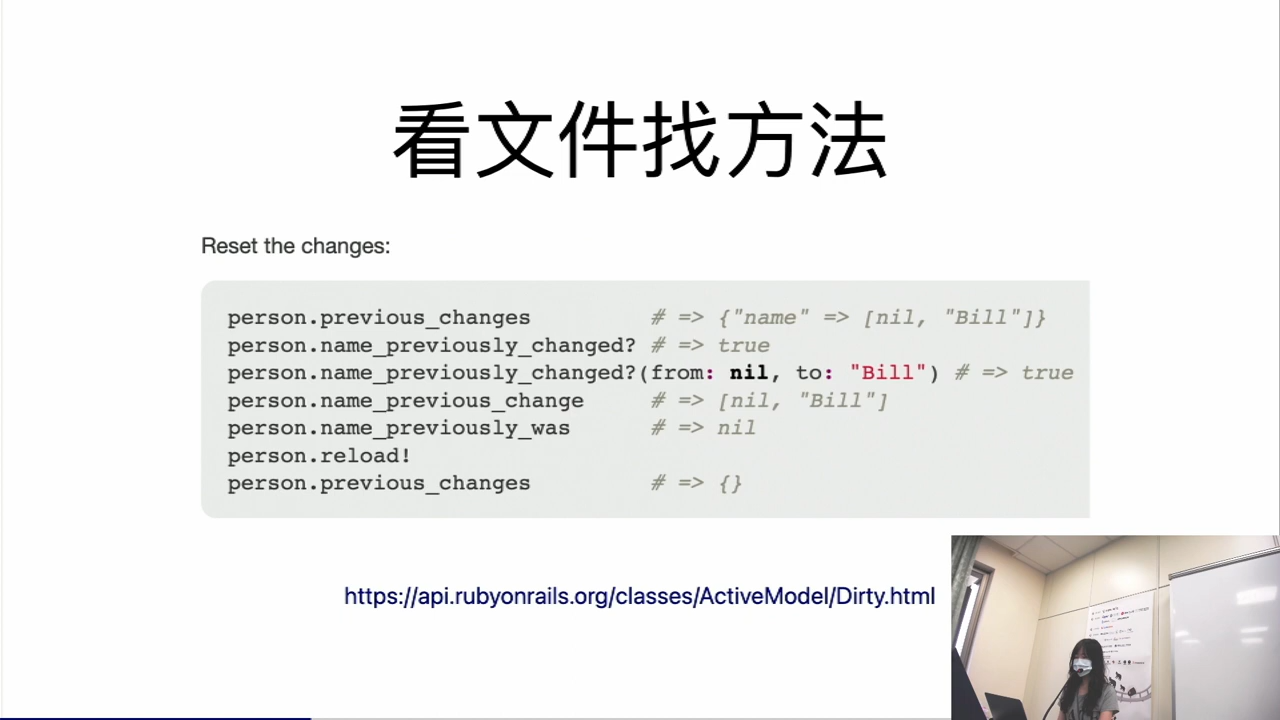 看文件找方法
Reset the changes:
person.previous_changes # => {"name" => [nil, "Bill"]}
person.name_previously_changed? # => true
person.name_previously_changed?(from: nil, to: "Bill") # => true
person.name_previous_change # => [nil, "Bill"]
person.name_previously_was # => nil
person.reload!
person.previous_changes # => {}
https://api.rubyonrails.org/classes/ActiveModel/Dirty.html